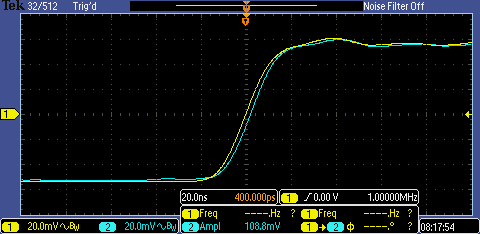 Tek 32/512 Trig'd Noise Filter Off
T
T
1
20.0ns 400.000ps 1 0.00 V 1.00000MHz
1 Freq -----.Hz ? 1 Freq -----.Hz ?
1 20.0mV∿Bw 2 20.0mV∿Bw 2 Ampl 108.8mV 1→2 ϕ -----.° ? 08:17:54